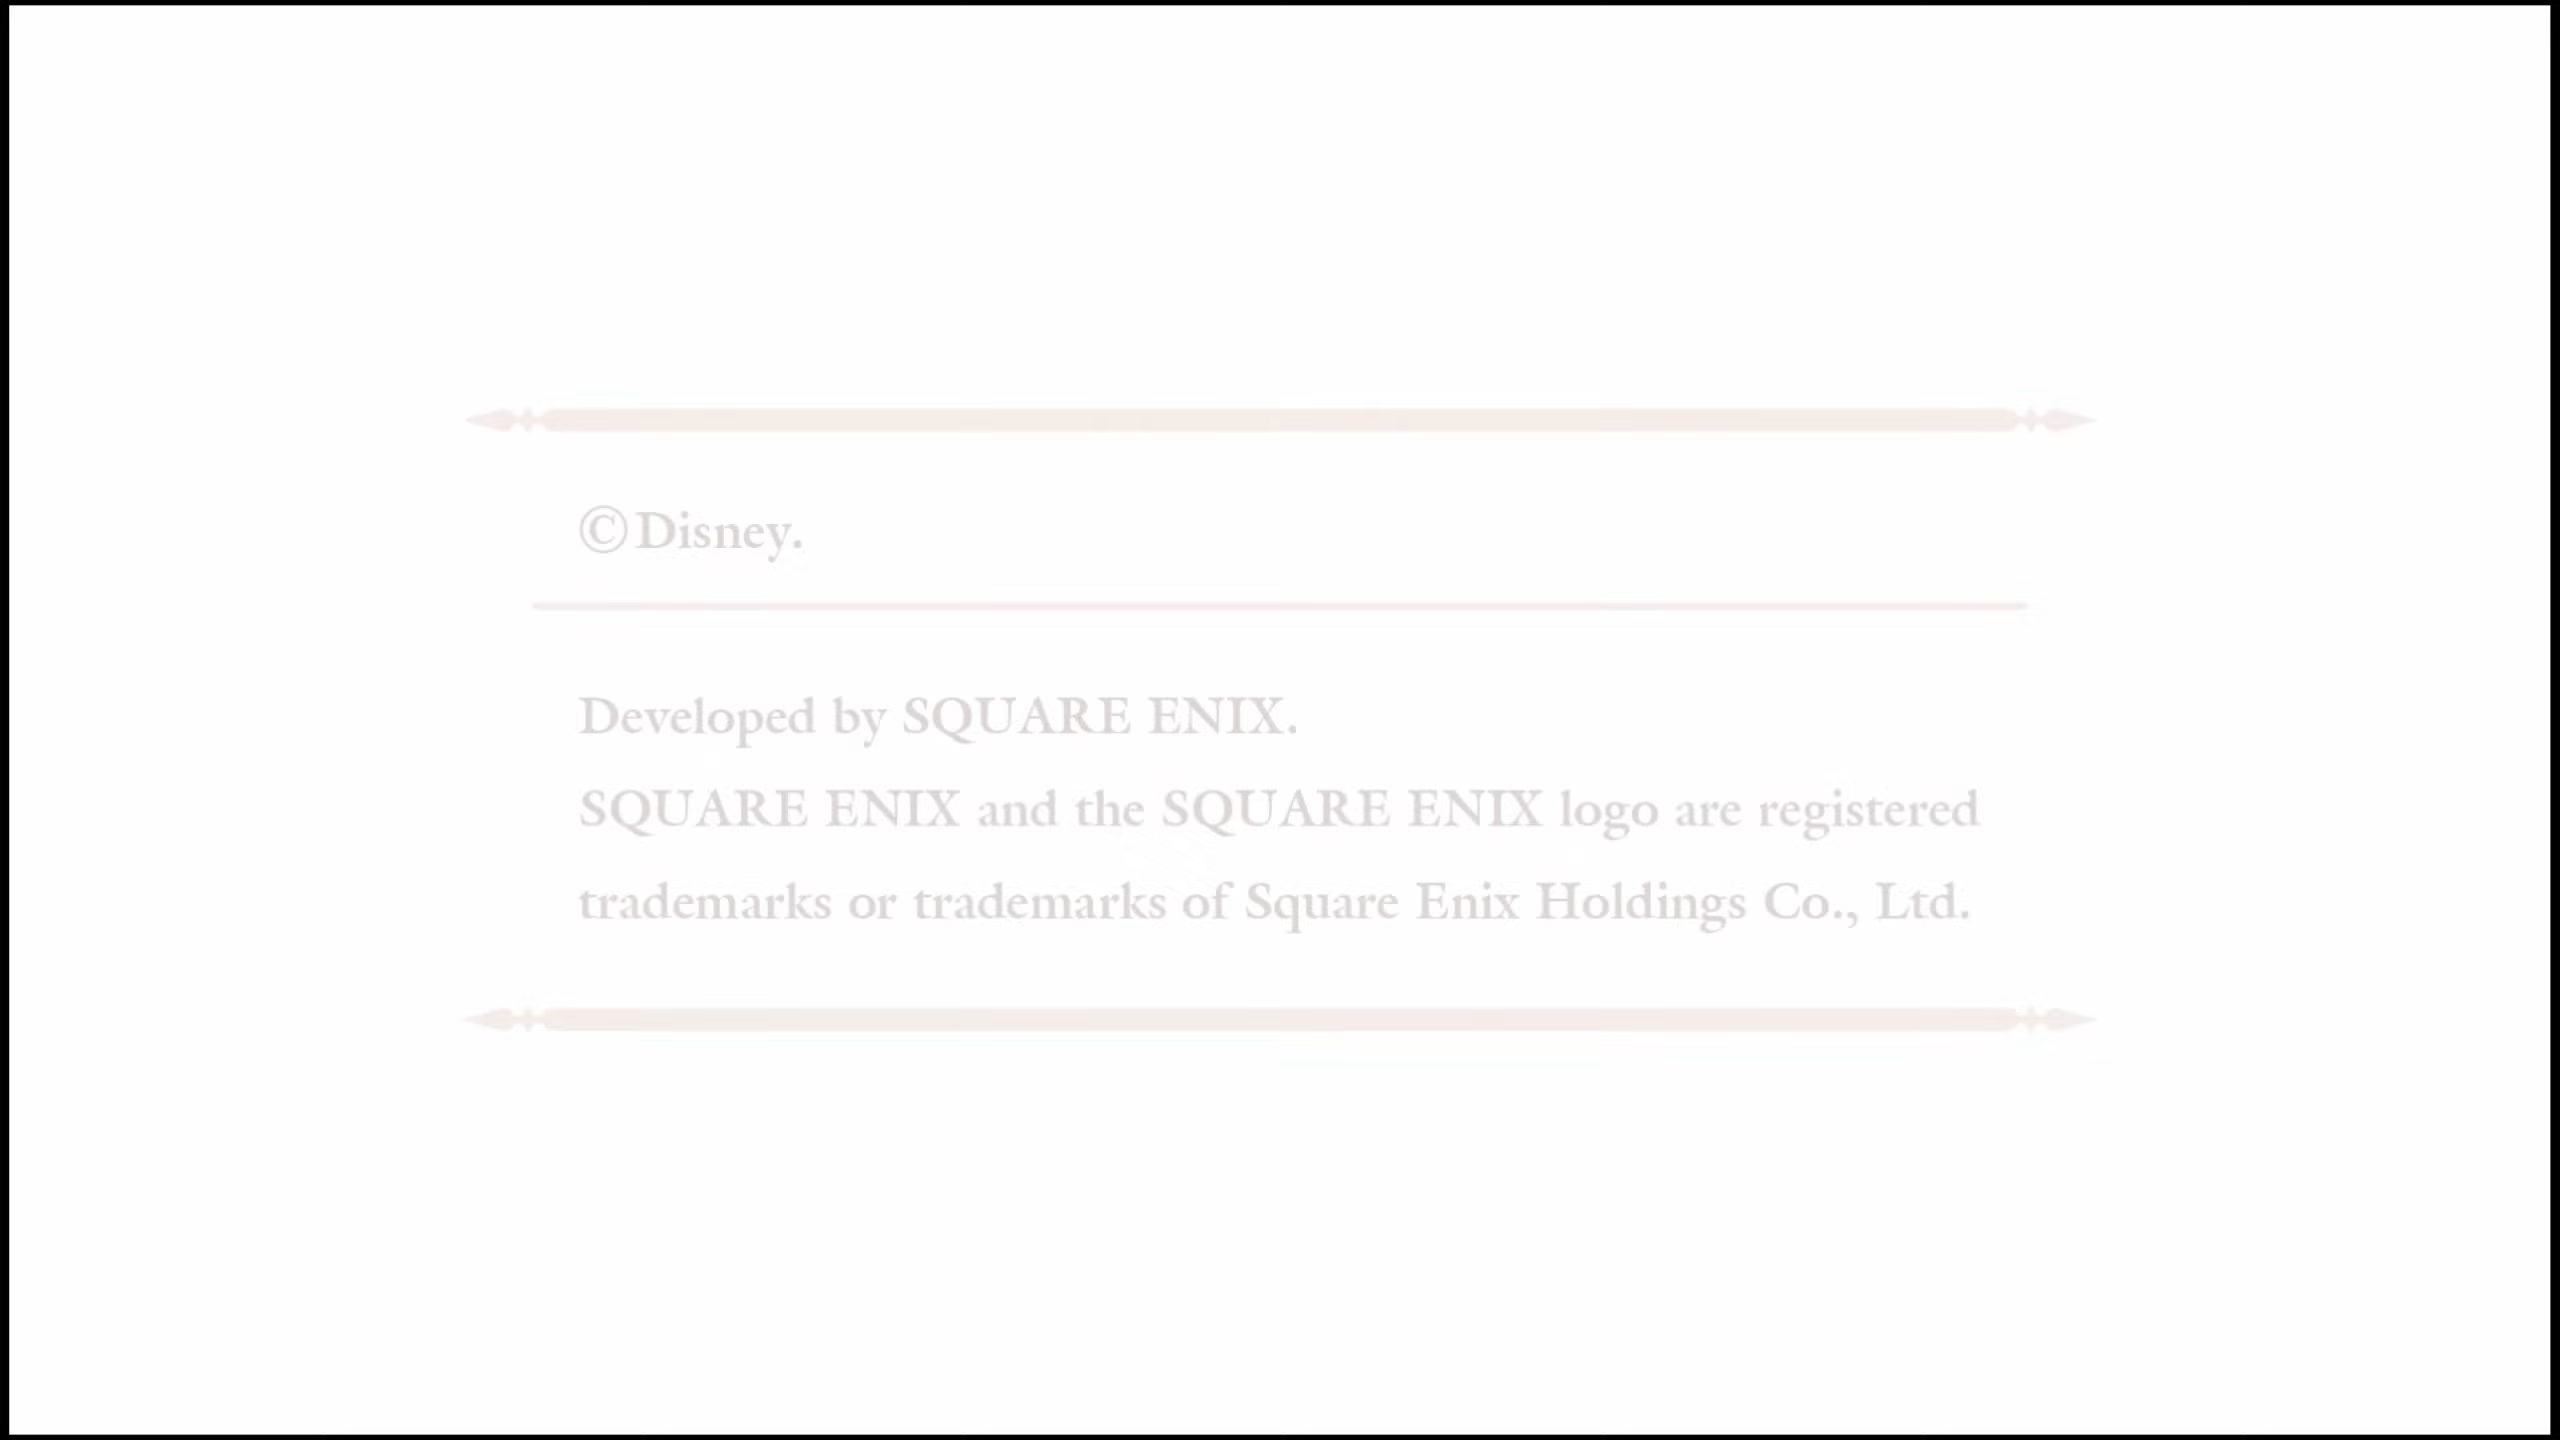 ©Disney.
Developed by SQUARE ENIX.
SQUARE ENIX and the SQUARE ENIX logo are registered
trademarks or trademarks of Square Enix Holdings Co., Ltd.